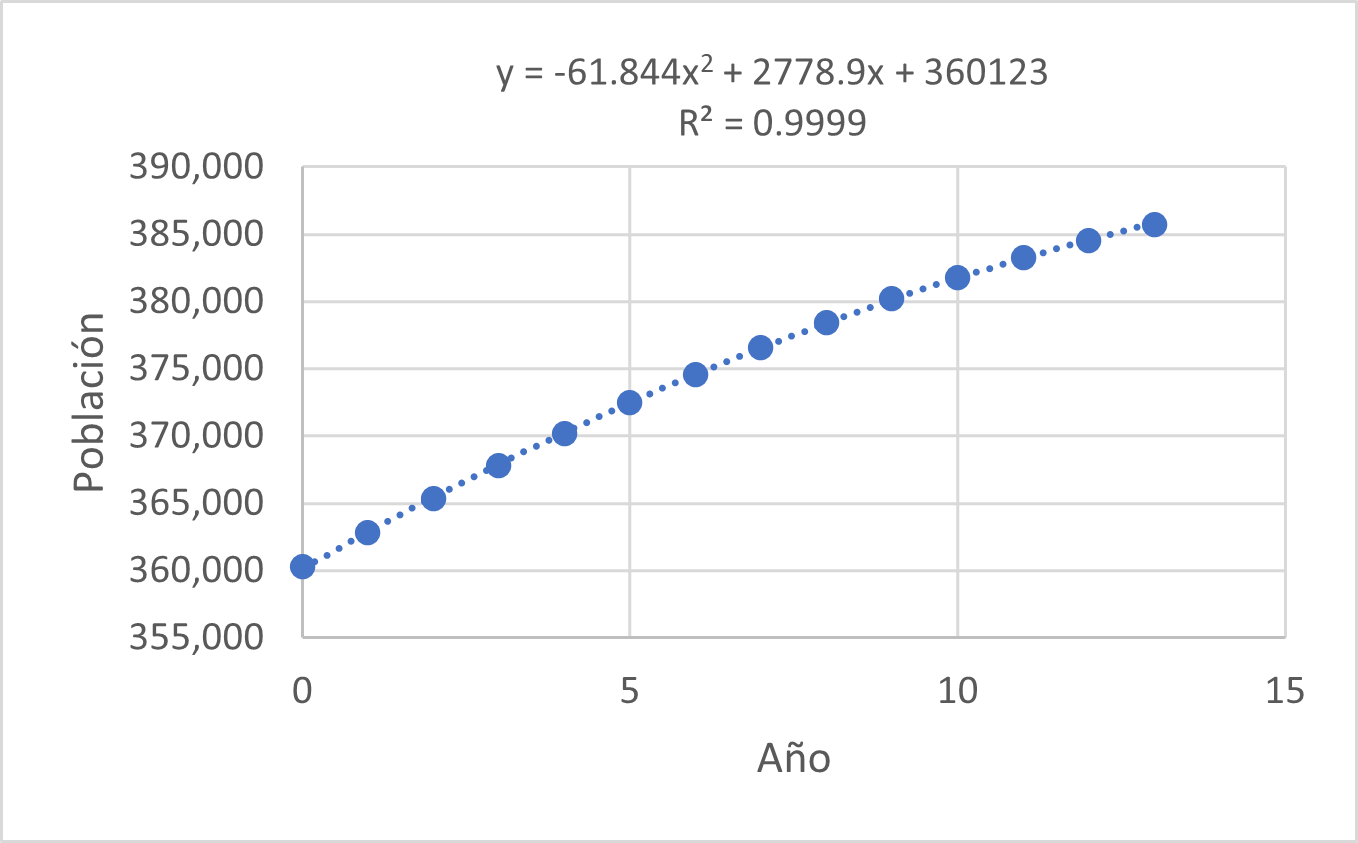 y = -61.844x² + 2778.9x + 360123
R² = 0.9999
390,000
385,000
380,000
375,000
370,000
365,000
360,000
355,000
Población
0 5 10 15
Año